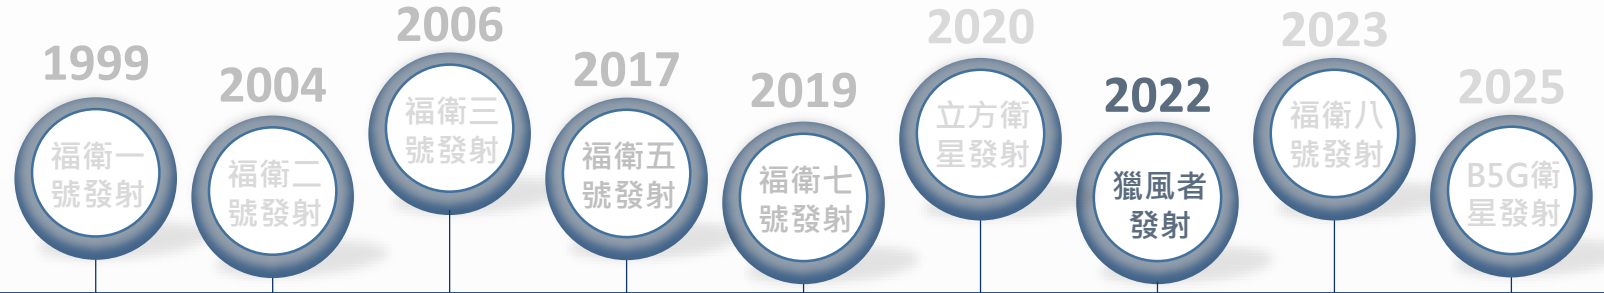 1999
福衛一
號發射
2004
福衛二
號發射
2006
福衛三
號發射
2017
福衛五
號發射
2019
福衛七
號發射
2020
立方衛
星發射
2022
獵風者
發射
2023
福衛八
號發射
2025
B5G衛
星發射